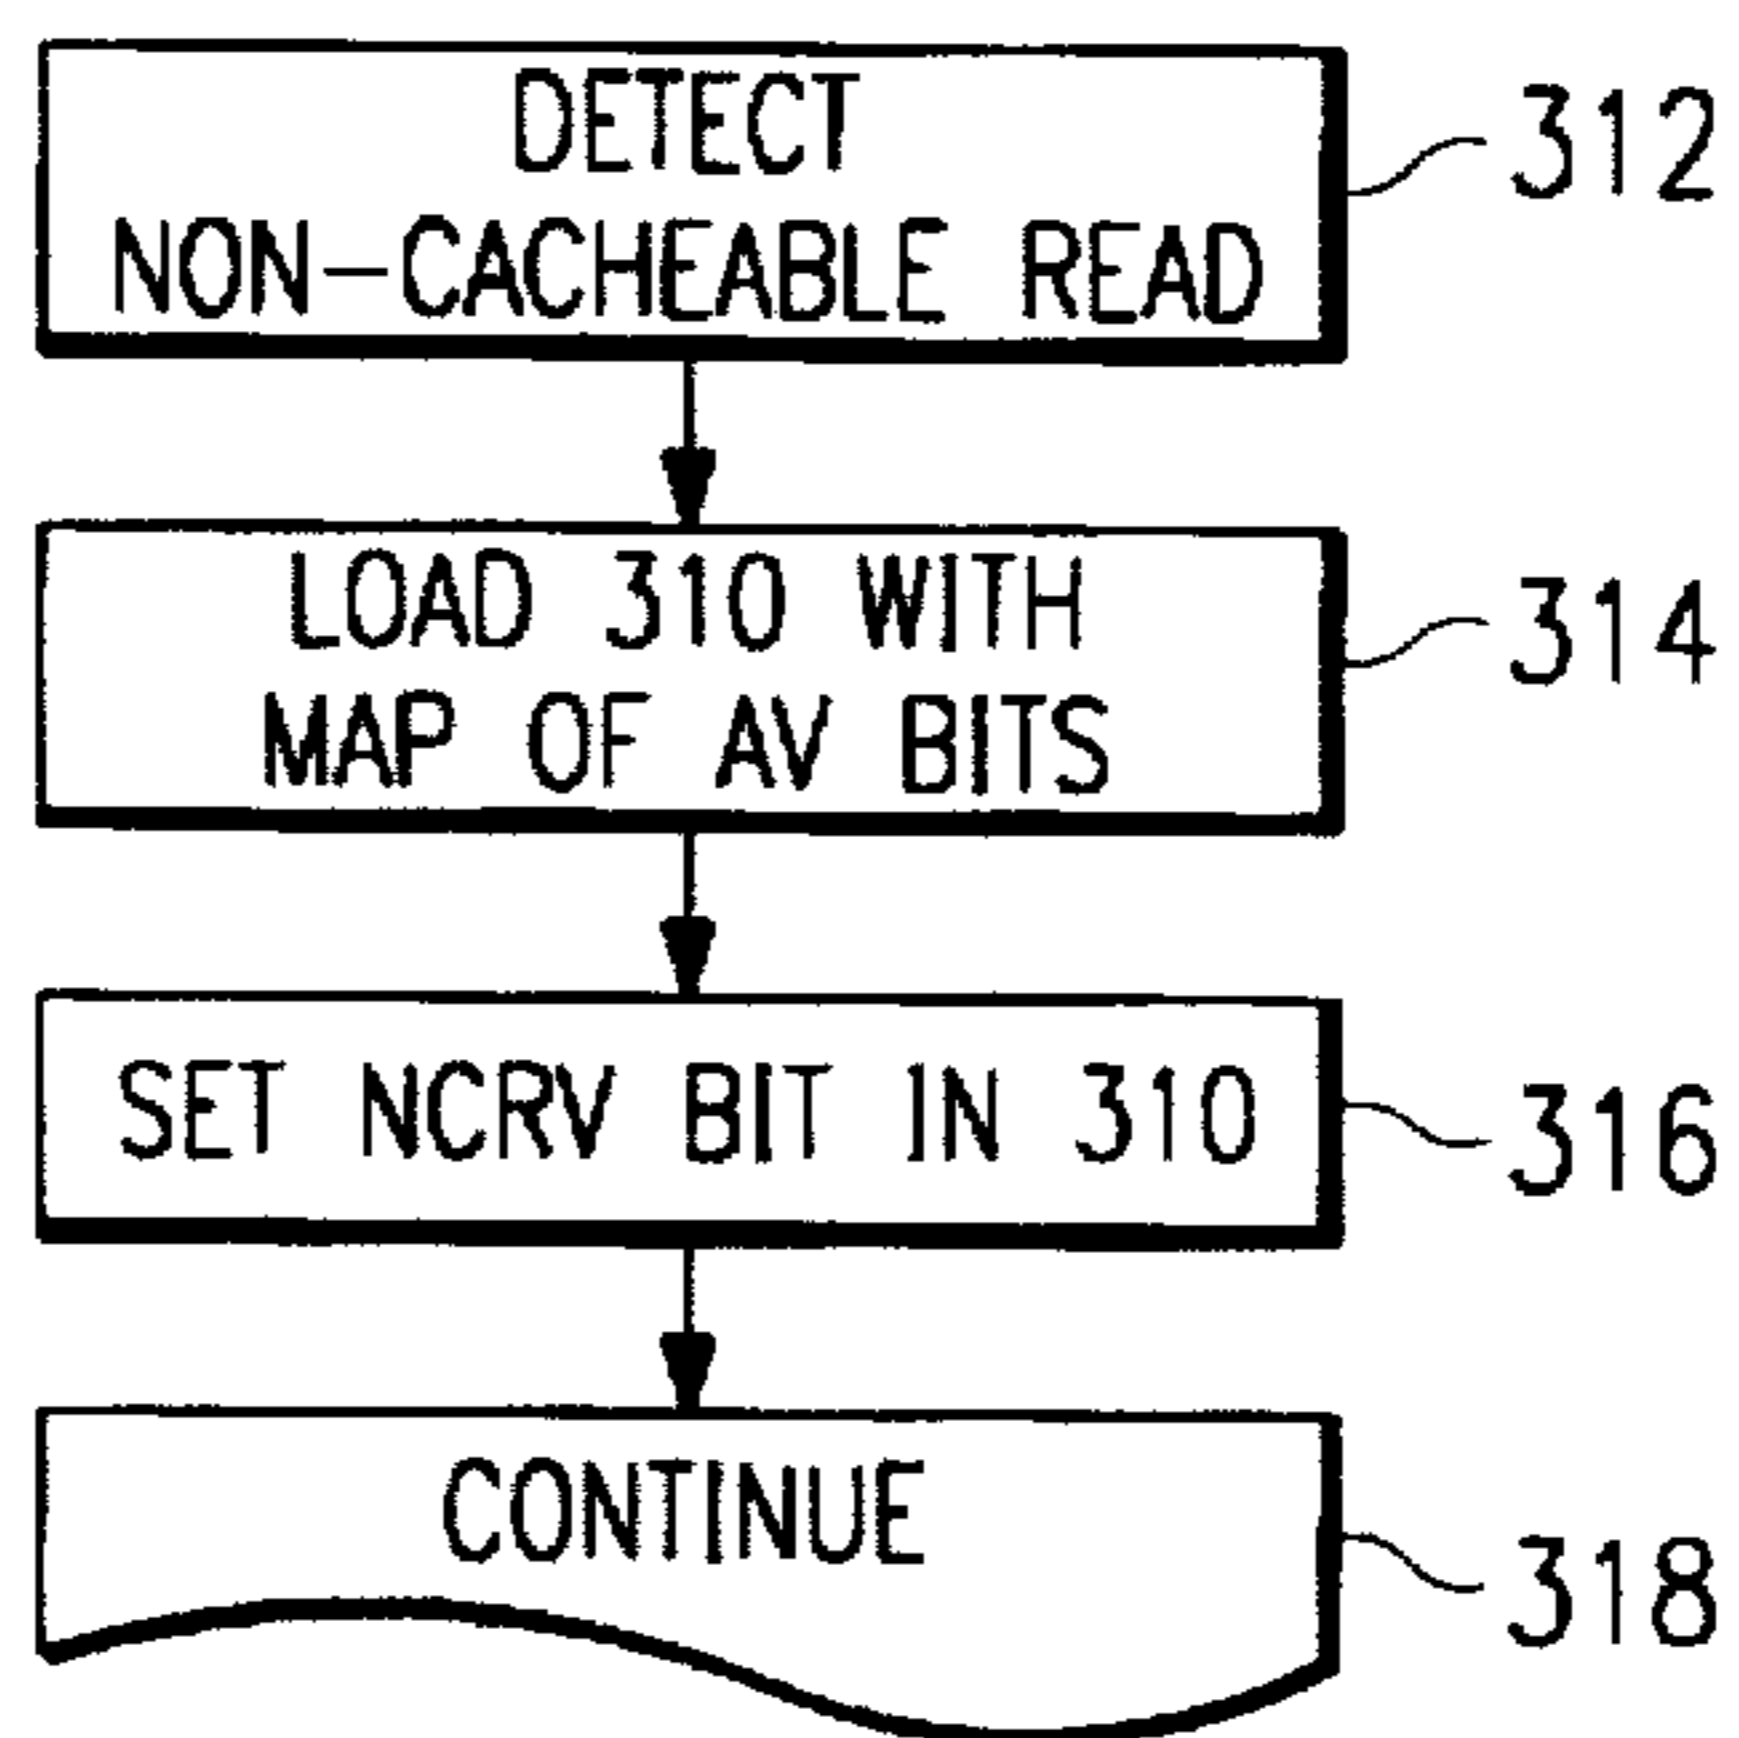 DETECT
NON-CACHEABLE READ
312
LOAD 310 WITH
MAP OF AV BITS
314
SET NCRV BIT IN 310
316
CONTINUE
318